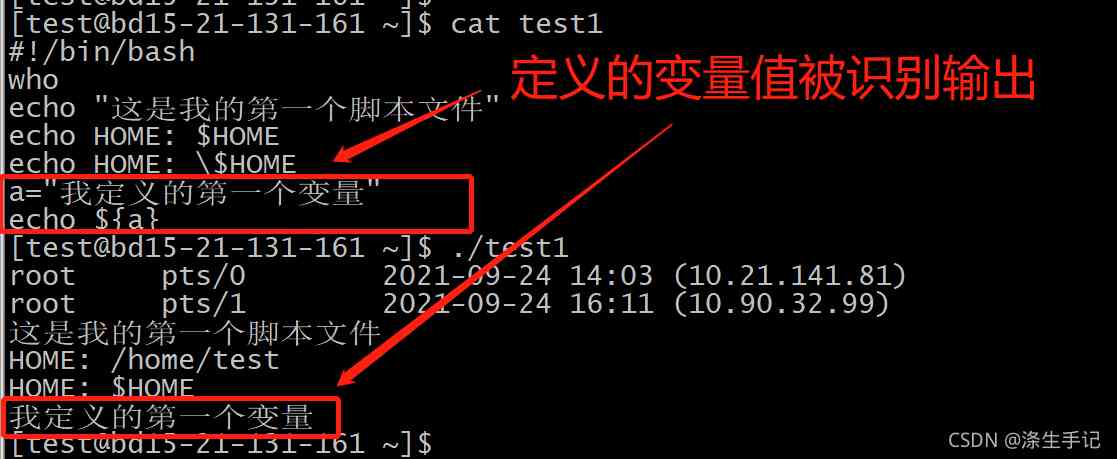 [test@bd15-21-131-161 ~]$
[test@bd15-21-131-161 ~]$ cat test1
#!/bin/bash
who
echo "这是我的第一个脚本文件"
echo HOME: $HOME
echo HOME: \$HOME
a="我定义的第一个变量"
echo ${a}
[test@bd15-21-131-161 ~]$ ./test1
root pts/0 2021-09-24 14:03 (10.21.141.81)
root pts/1 2021-09-24 16:11 (10.90.32.99)
这是我的第一个脚本文件
HOME: /home/test
HOME: $HOME
我定义的第一个变量
[test@bd15-21-131-161 ~]$
定义的变量值被识别输出
CSDN @涤生手记